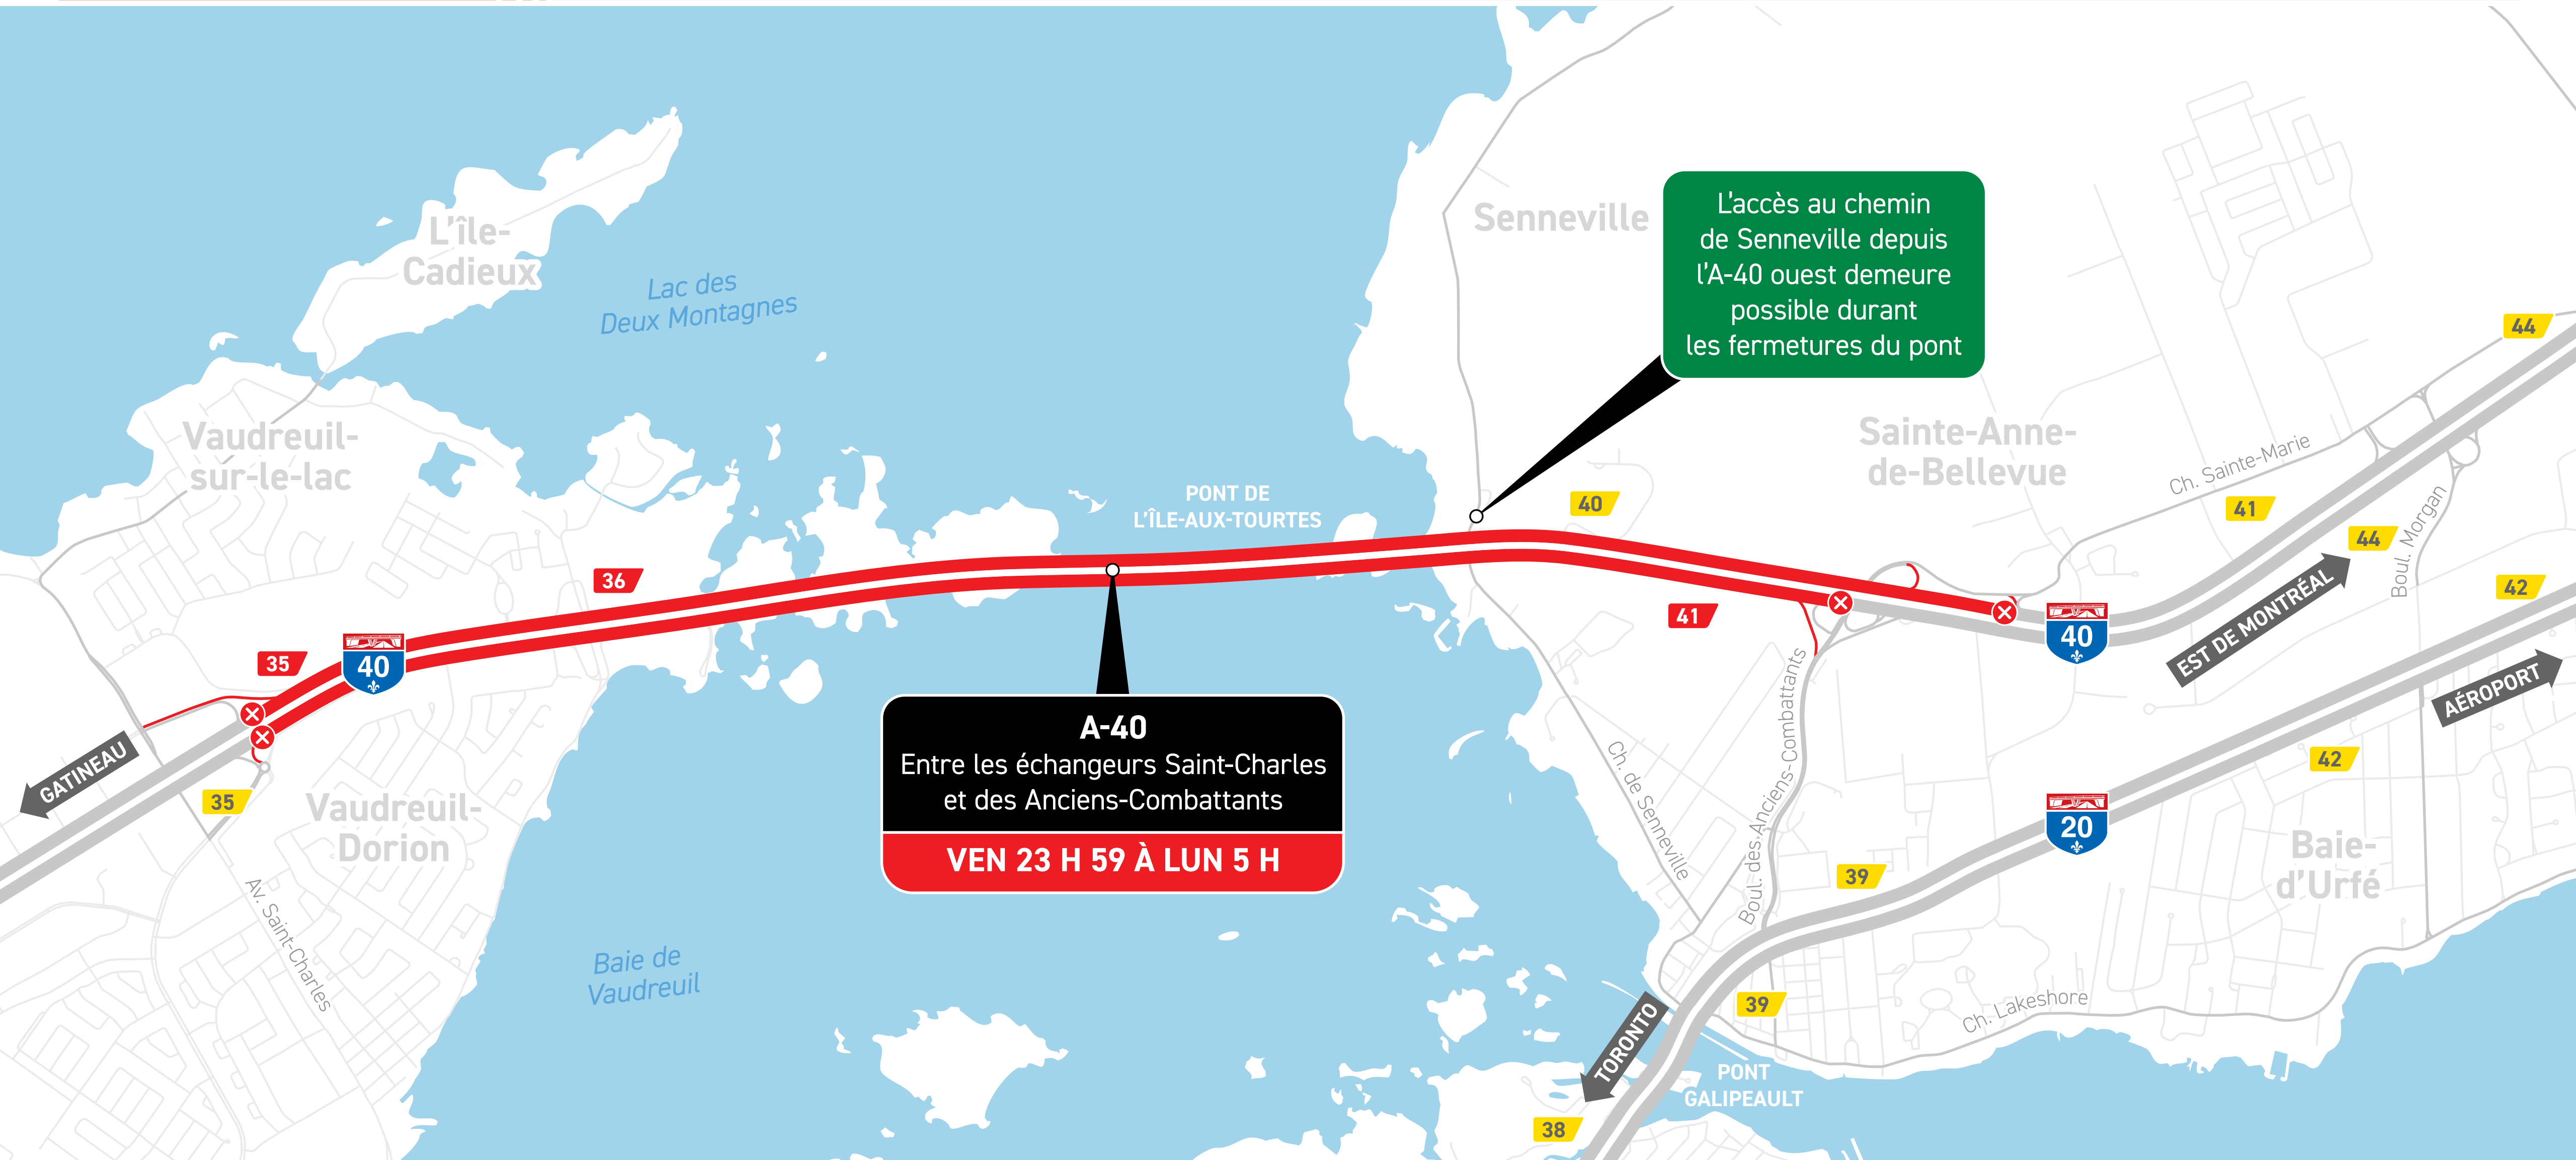 L'île-
Cadieux
Lac des
Deux Montagnes
Senneville
L'accès au chemin
de Senneville depuis
l'A-40 ouest demeure
possible durant
les fermetures du pont
44
Vaudreuil-
sur-le-lac
Sainte-Anne-
de-Bellevue
Ch. Sainte-Marie
PONT DE
L'ÎLE-AUX-TOURTES
40
41
44
Boul. Morgan
36
42
41
40
EST DE MONTRÉAL
35
40
AÉROPORT
GATINEAU
35
Vaudreuil-
Dorion
A-40
Entre les échangeurs Saint-Charles
et des Anciens-Combattants
VEN 23 H 59 À LUN 5 H
Ch. de Senneville
Boul. des Anciens-Combattants
42
20
39
Baie-
d'Urfé
Av. Saint-Charles
Baie de
Vaudreuil
39
Ch. Lakeshore
TORONTO
PONT
GALIPEAULT
38